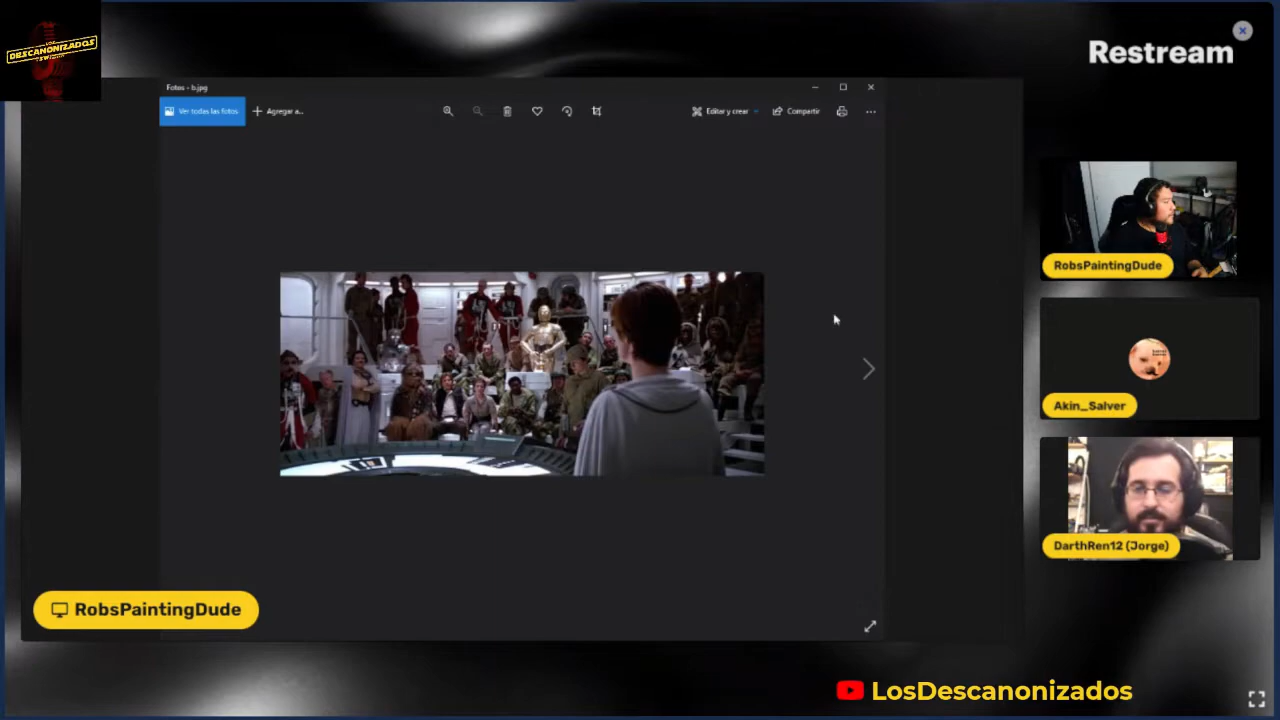 DESCANONIZADOS
Restream
Fotos - b.jpg
Ver todas las fotos
Agregar a...
Editar y crear
Compartir
RobsPaintingDude
Akin_Salver
DarthRen12 (Jorge)
RobsPaintingDude
LosDescanonizados